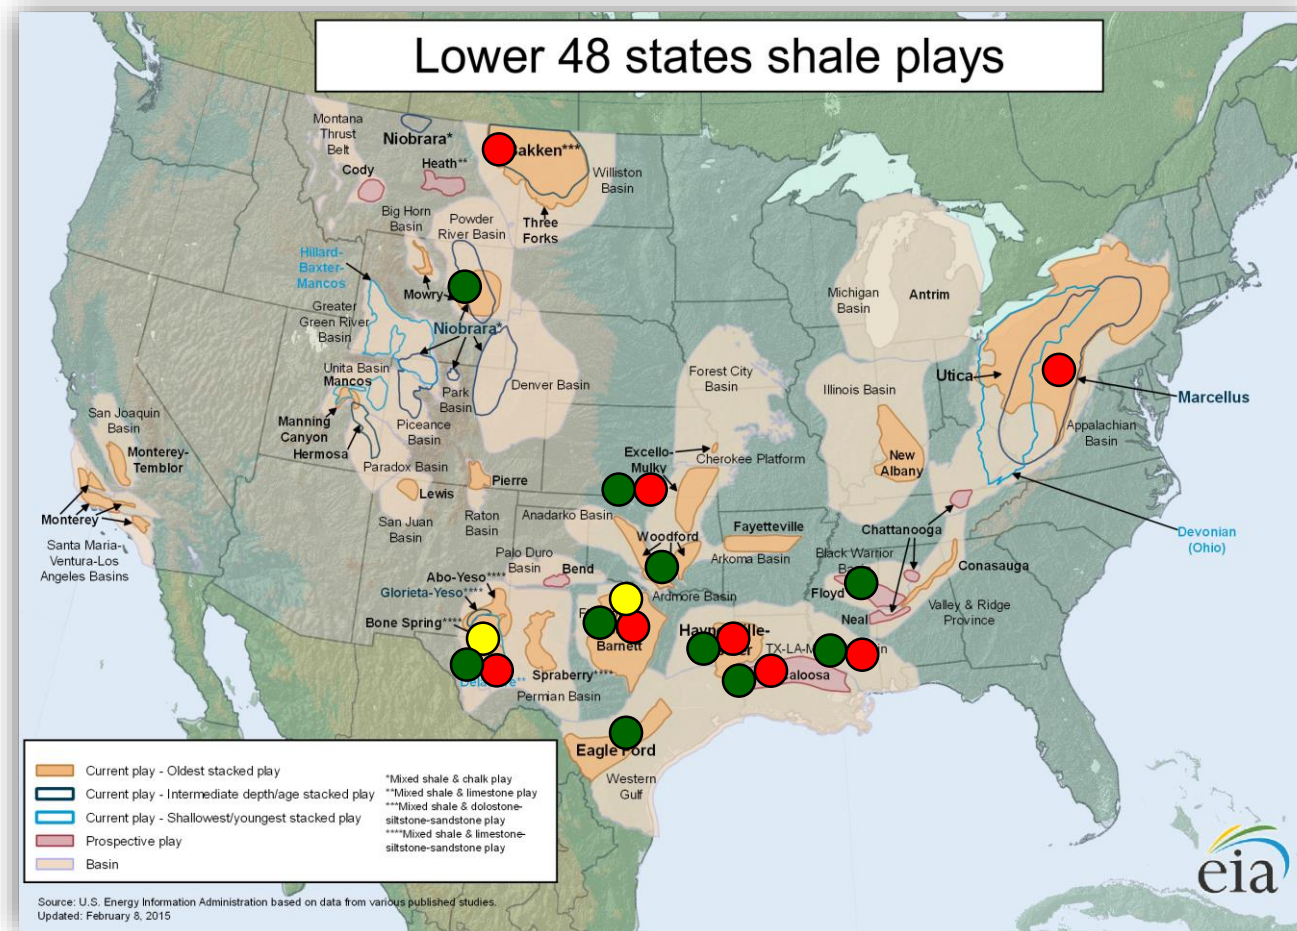 Lower 48 states shale plays
Montana
Thrust
Belt
Niobrara*
Bakken***
Cody
Heath**
Williston
Basin
Big Horn
Basin
Powder
River Basin
Three
Forks
Hillard-
Baxter-
Mancos
Mowry
Greater
Green River
Basin
Niobrara*
Michigan
Basin
Antrim
Unita Basin
Mancos
Park
Basin
Denver Basin
Forest City
Basin
Illinois Basin
Utica
Marcellus
Appalachian
Basin
San Joaquin
Basin
Manning
Canyon
Hermosa
Piceance
Basin
Monterey-
Temblor
Paradox Basin
Excello-
Mulky
Cherokee Platform
New
Albany
Lewis
Pierre
Monterey
San Juan
Basin
Raton
Basin
Anadarko Basin
Woodford
Fayetteville
Arkoma Basin
Chattanooga
Devonian
(Ohio)
Santa Maria-
Ventura-Los
Angeles Basins
Palo Duro
Basin
Bend
Black Warrior
Floyd
Conasauga
Abo-Yeso****
Glorieta-Yeso****
Bone Spring****
Ardmore Basin
Neal
Valley & Ridge
Province
Barnett
Spraberry****
Permian Basin
Eagle Ford
Western
Gulf
Current play - Oldest stacked play
Current play - Intermediate depth/age stacked play
Current play - Shallowest/youngest stacked play
Prospective play
Basin
*Mixed shale & chalk play
**Mixed shale & limestone play
***Mixed shale & dolostone-
siltstone-sandstone play
****Mixed shale & limestone-
siltstone-sandstone play
eia
Source: U.S. Energy Information Administration based on data from various published studies.
Updated: February 8, 2015